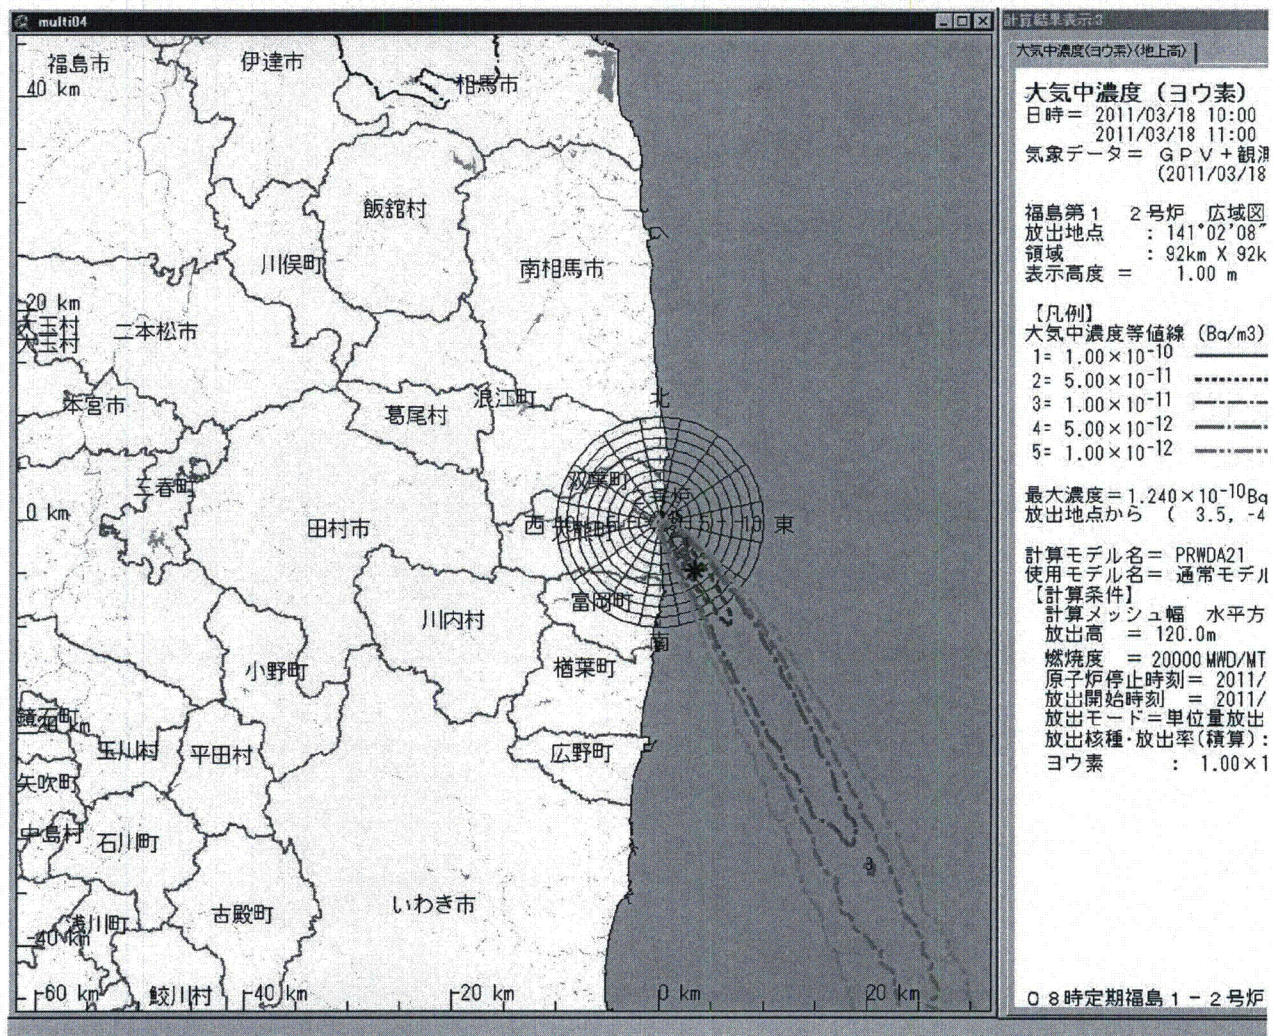 multi04
計算結果表示:3
大気中濃度(ヨウ素)(地上高)
福島市
伊達市
相馬市
40 km
飯舘村
川俣町
南相馬市
20 km
大玉村
大玉村
二本松市
本宮市
浪江町
北
葛尾村
三春町
双葉町
0 km
田村市
西
東
富岡町
川内村
南
小野町
楢葉町
鏡石町
玉川村
平田村
広野町
矢吹町
中島村
石川町
古殿町
いわき市
浅川町
-40 km
-60 km
鮫川村
-40 km
-20 km
0 km
20 km
大気中濃度(ヨウ素)
日時= 2011/03/18 10:00
2011/03/18 11:00
気象データ= GPV+観測
(2011/03/18
福島第1 2号炉 広域図
放出地点 : 141°02'08"
領域 : 92km X 92k
表示高度 = 1.00 m
【凡例】
大気中濃度等値線 (Bq/m3)
1= 1.00×10-10
2= 5.00×10-11
3= 1.00×10-11
4= 5.00×10-12
5= 1.00×10-12
最大濃度=1.240×10-10Bq
放出地点から ( 3.5, -4
計算モデル名= PRWDA21
使用モデル名= 通常モデル
【計算条件】
計算メッシュ幅 水平方
放出高 = 120.0m
燃焼度 = 20000MWD/MT
原子炉停止時刻= 2011/
放出開始時刻 = 2011/
放出モード=単位量放出
放出核種・放出率(積算):
ヨウ素 : 1.00×1
08時定期福島1-2号炉